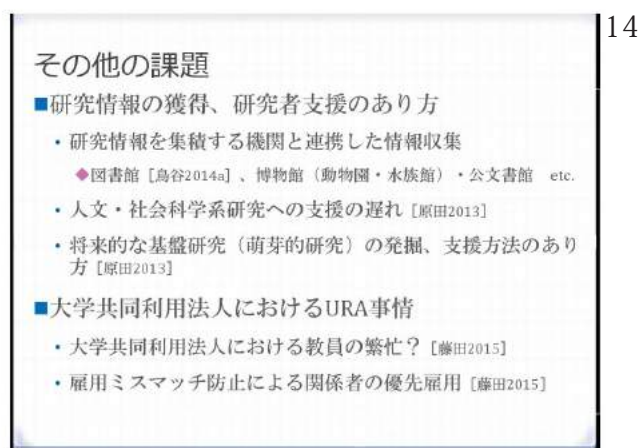 14
その他の課題
■研究情報の獲得、研究者支援のあり方
・研究情報を集積する機関と連携した情報収集
◆図書館［鳥谷2014a］、博物館（動物園・水族館）・公文書館 etc.
・人文・社会科学系研究への支援の遅れ［原田2013］
・将来的な基盤研究（萌芽的研究）の発掘、支援方法のあり
方［原田2013］
■大学共同利用法人におけるURA事情
・大学共同利用法人における教員の繁忙？［藤田2015］
・雇用ミスマッチ防止による関係者の優先雇用［藤田2015］